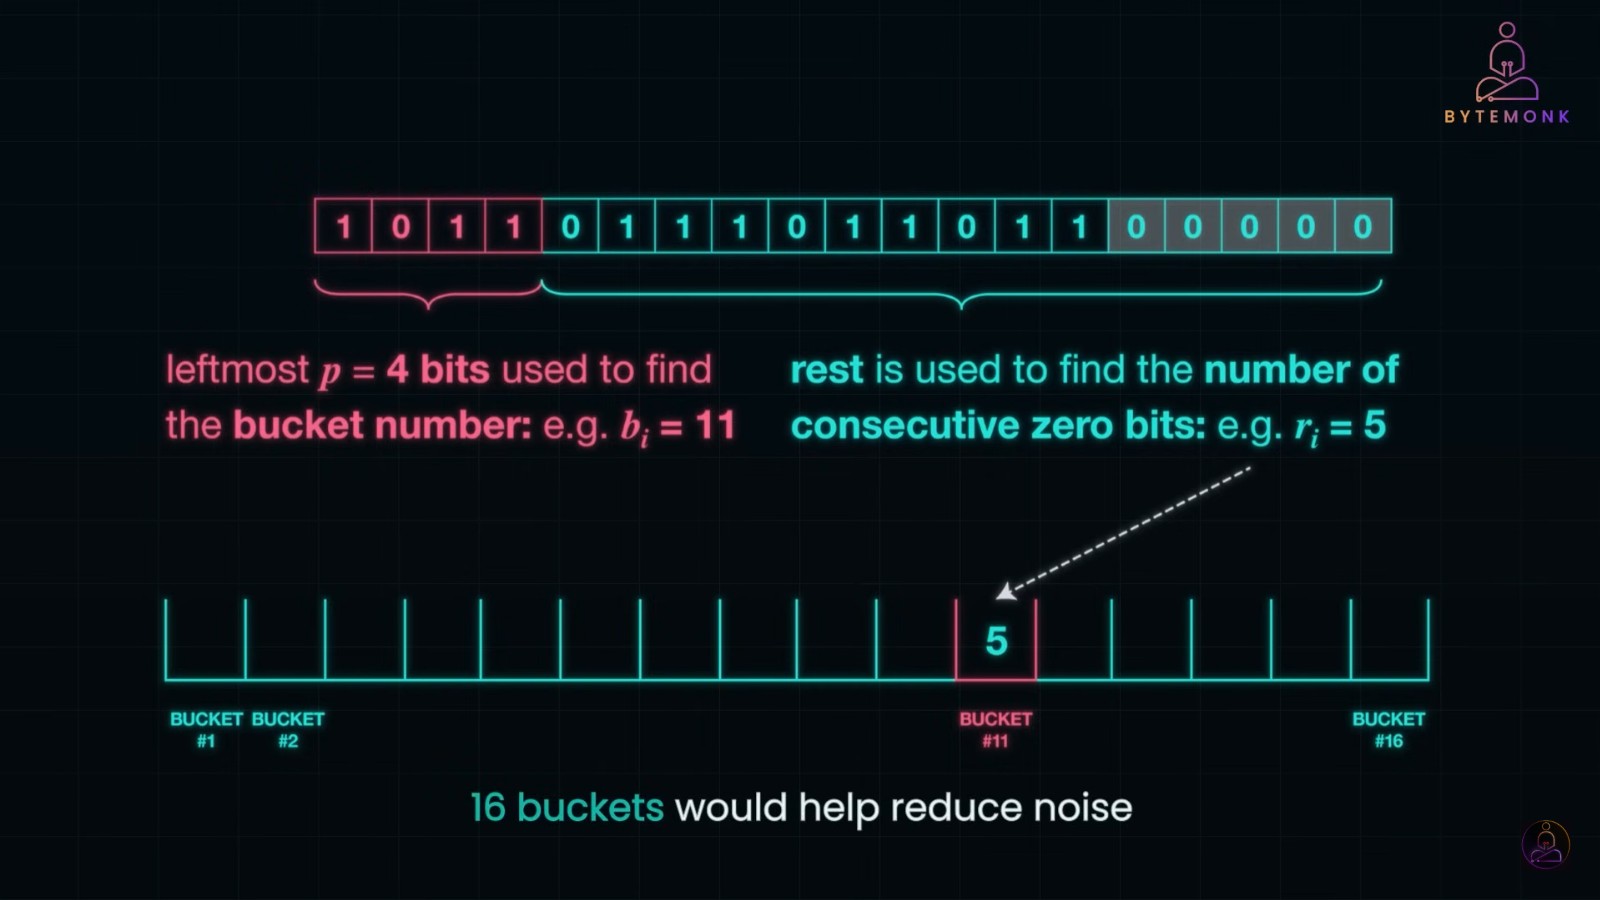 BYTEMONK
1 0 1 1 0 1 1 1 0 1 1 0 1 1 0 0 0 0 0
leftmost p = 4 bits used to find
the bucket number: e.g. bᵢ = 11
rest is used to find the number of
consecutive zero bits: e.g. rᵢ = 5
5
BUCKET #1
BUCKET #2
BUCKET #11
BUCKET #16
16 buckets would help reduce noise